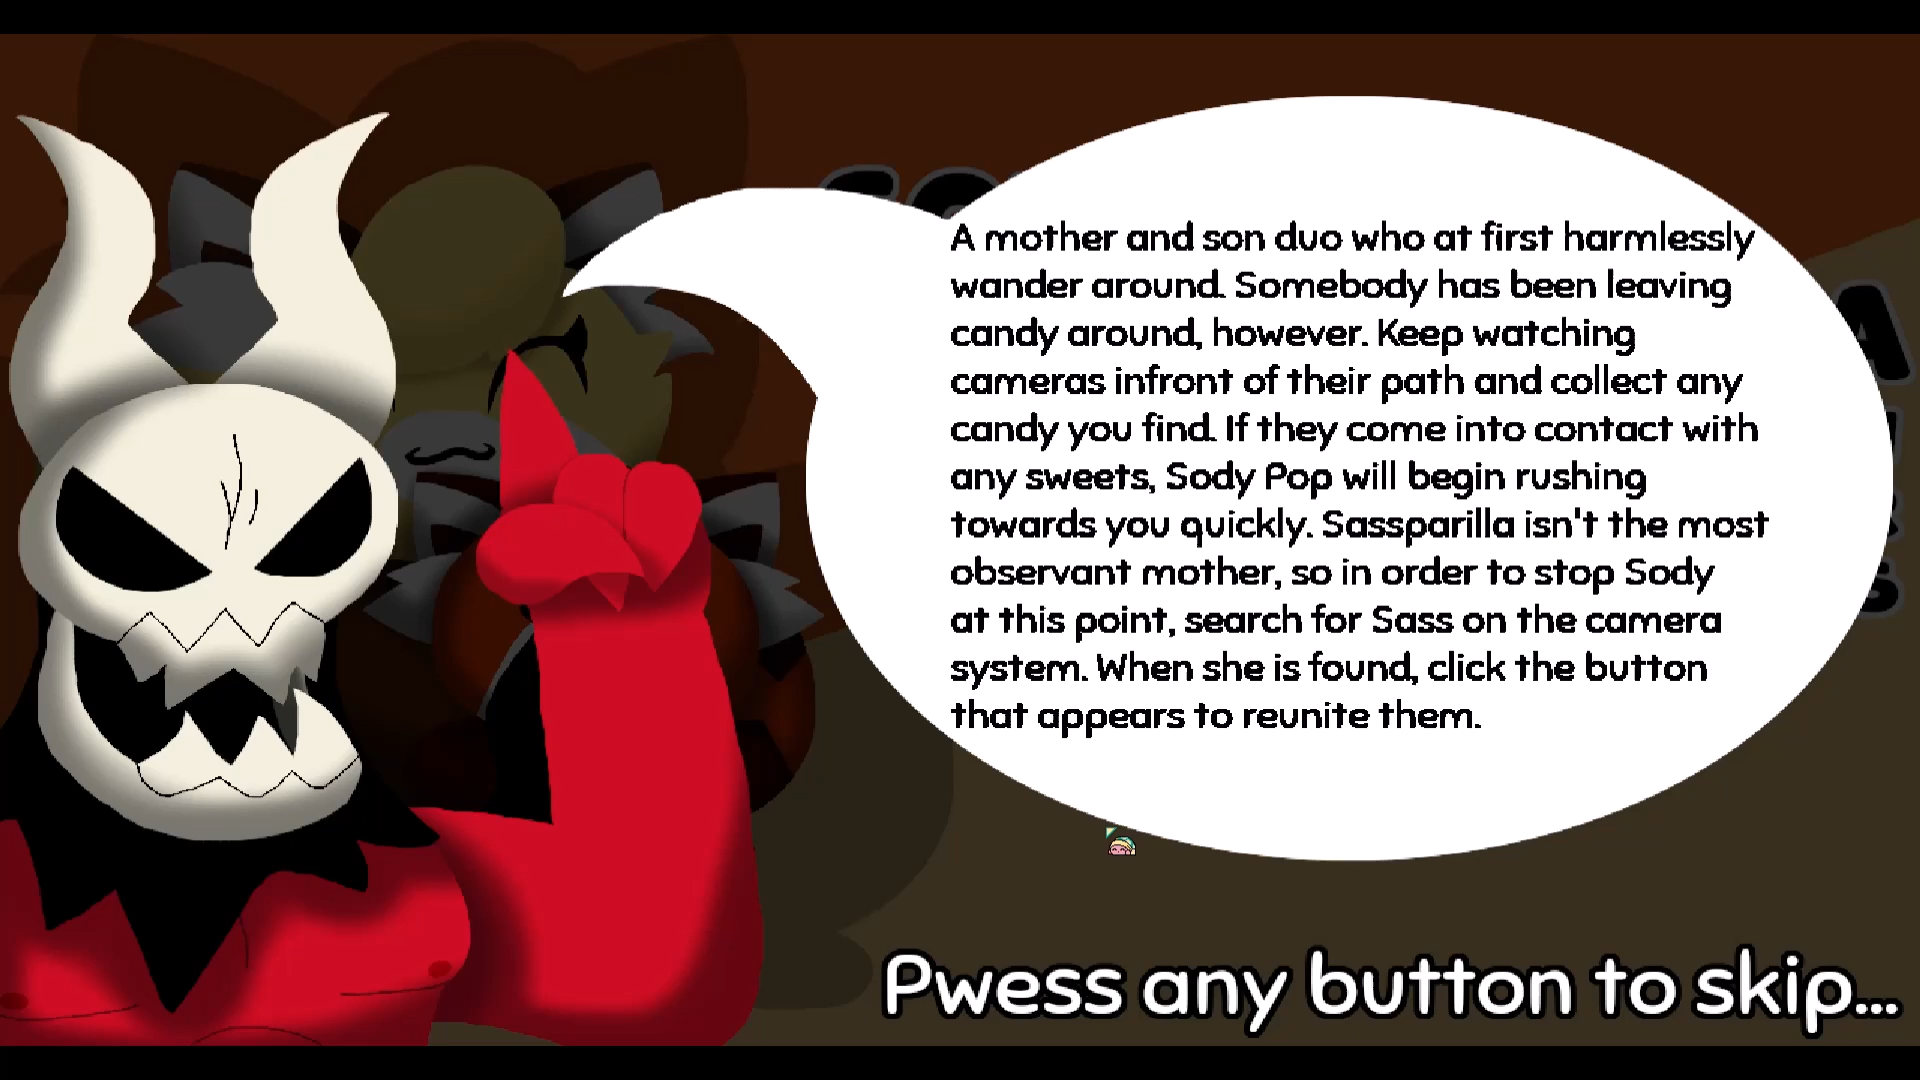 A mother and son duo who at first harmlessly
wander around. Somebody has been leaving
candy around, however. Keep watching
cameras infront of their path and collect any
candy you find. If they come into contact with
any sweets, Sody Pop will begin rushing
towards you quickly. Sassparilla isn't the most
observant mother, so in order to stop Sody
at this point, search for Sass on the camera
system. When she is found, click the button
that appears to reunite them.
Pwess any button to skip...